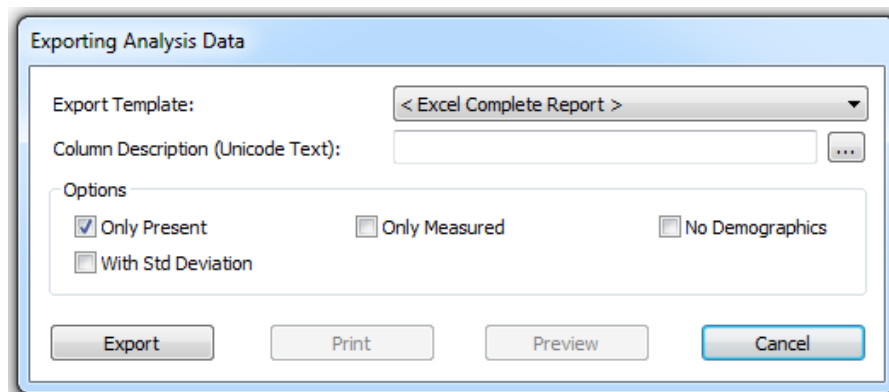 Exporting Analysis Data
Export Template: < Excel Complete Report >
Column Description (Unicode Text): ...
Options
Only Present Only Measured No Demographics
With Std Deviation
Export Print Preview Cancel